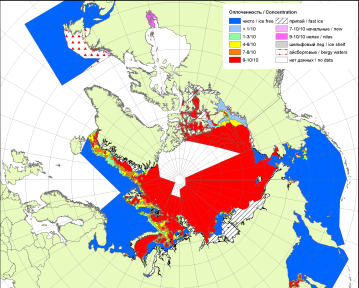 Сплоченность / Concentration
чисто / ice free
< 1/10
1-3/10
4-6/10
7-8/10
9-10/10
припай / fast ice
7-10/10 начальные / new
9-10/10 нилас / nilas
шельфовый лед / ice shelf
айсберговые / bergy waters
нет данных / no data